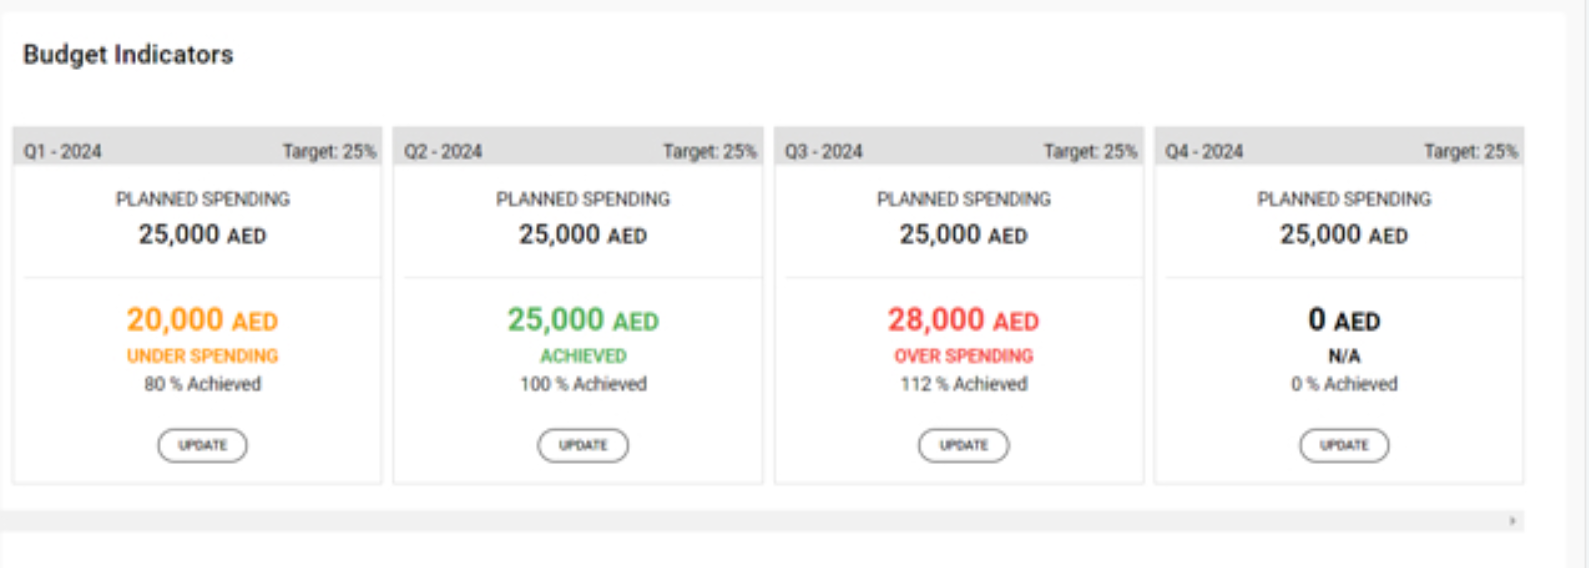 Budget Indicators
Q1 - 2024 Target: 25%
PLANNED SPENDING
25,000 AED
20,000 AED
UNDER SPENDING
80 % Achieved
UPDATE
Q2 - 2024 Target: 25%
PLANNED SPENDING
25,000 AED
25,000 AED
ACHIEVED
100 % Achieved
UPDATE
Q3 - 2024 Target: 25%
PLANNED SPENDING
25,000 AED
28,000 AED
OVER SPENDING
112 % Achieved
UPDATE
Q4 - 2024 Target: 25%
PLANNED SPENDING
25,000 AED
0 AED
N/A
0 % Achieved
UPDATE